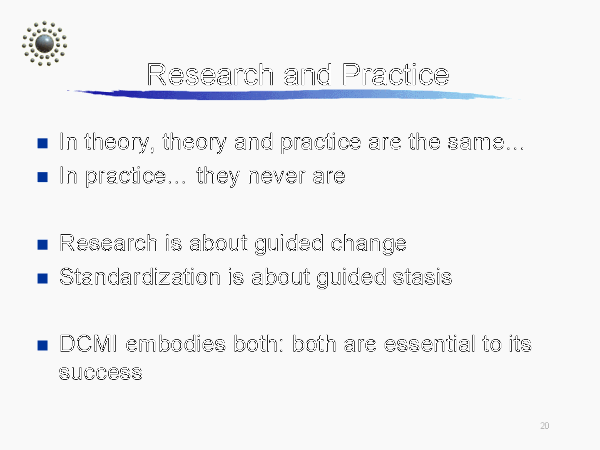 Research and Practice
In theory, theory and practice are the same…
In practice… they never are
Research is about guided change
Standardization is about guided stasis
DCMI embodies both: both are essential to its
success
20